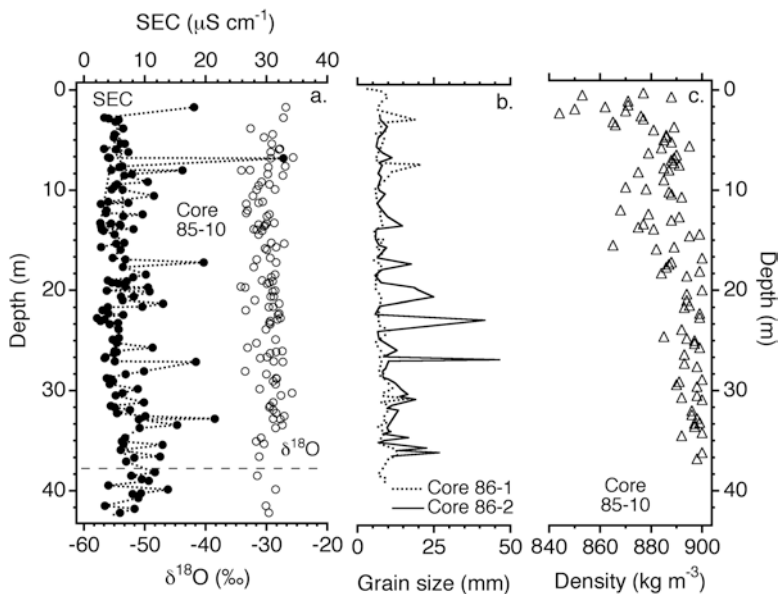 SEC (μS cm⁻¹)
0 10 20 30 40
SEC
a.
b.
c.
0
10
20
30
40
Depth (m)
Core
85-10
δ¹⁸O
-60 -50 -40 -30 -20
δ¹⁸O (‰)
Core 86-1
Core 86-2
0 25 50
Grain size (mm)
Core
85-10
840 860 880 900
Density (kg m⁻³)
0
10
20
30
40
Depth (m)